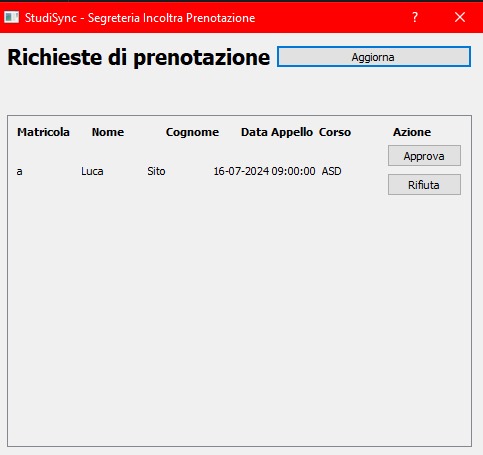 StudiSync - Segreteria Incoltra Prenotazione
Richieste di prenotazione Aggiorna
Matricola Nome Cognome Data Appello Corso Azione
Approva
a Luca Sito 16-07-2024 09:00:00 ASD
Rifiuta